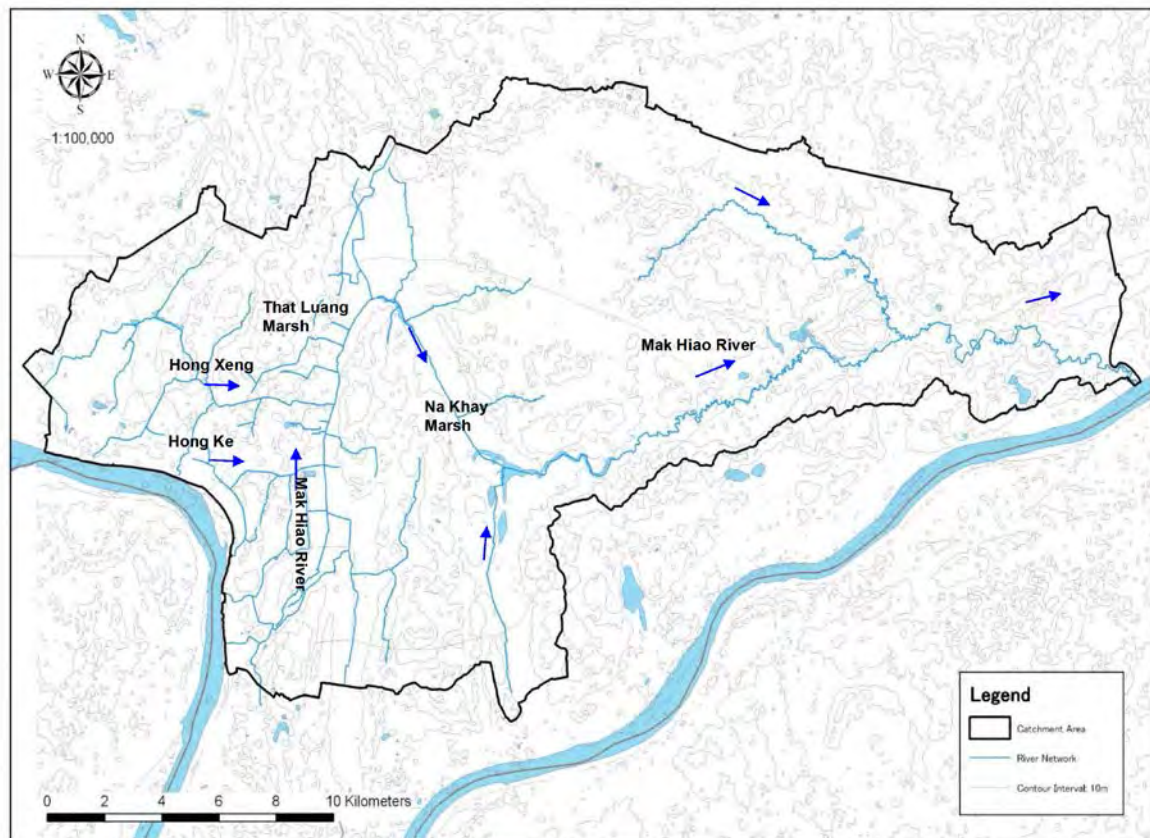 N
W E
S
1:100,000
That Luang
Marsh
Hong Xeng
Mak Hiao River
Na Khay
Marsh
Hong Ke
Mak Hiao River
Legend
Catchment Area
River Network
Contour Interval: 10m
0 2 4 6 8 10 Kilometers